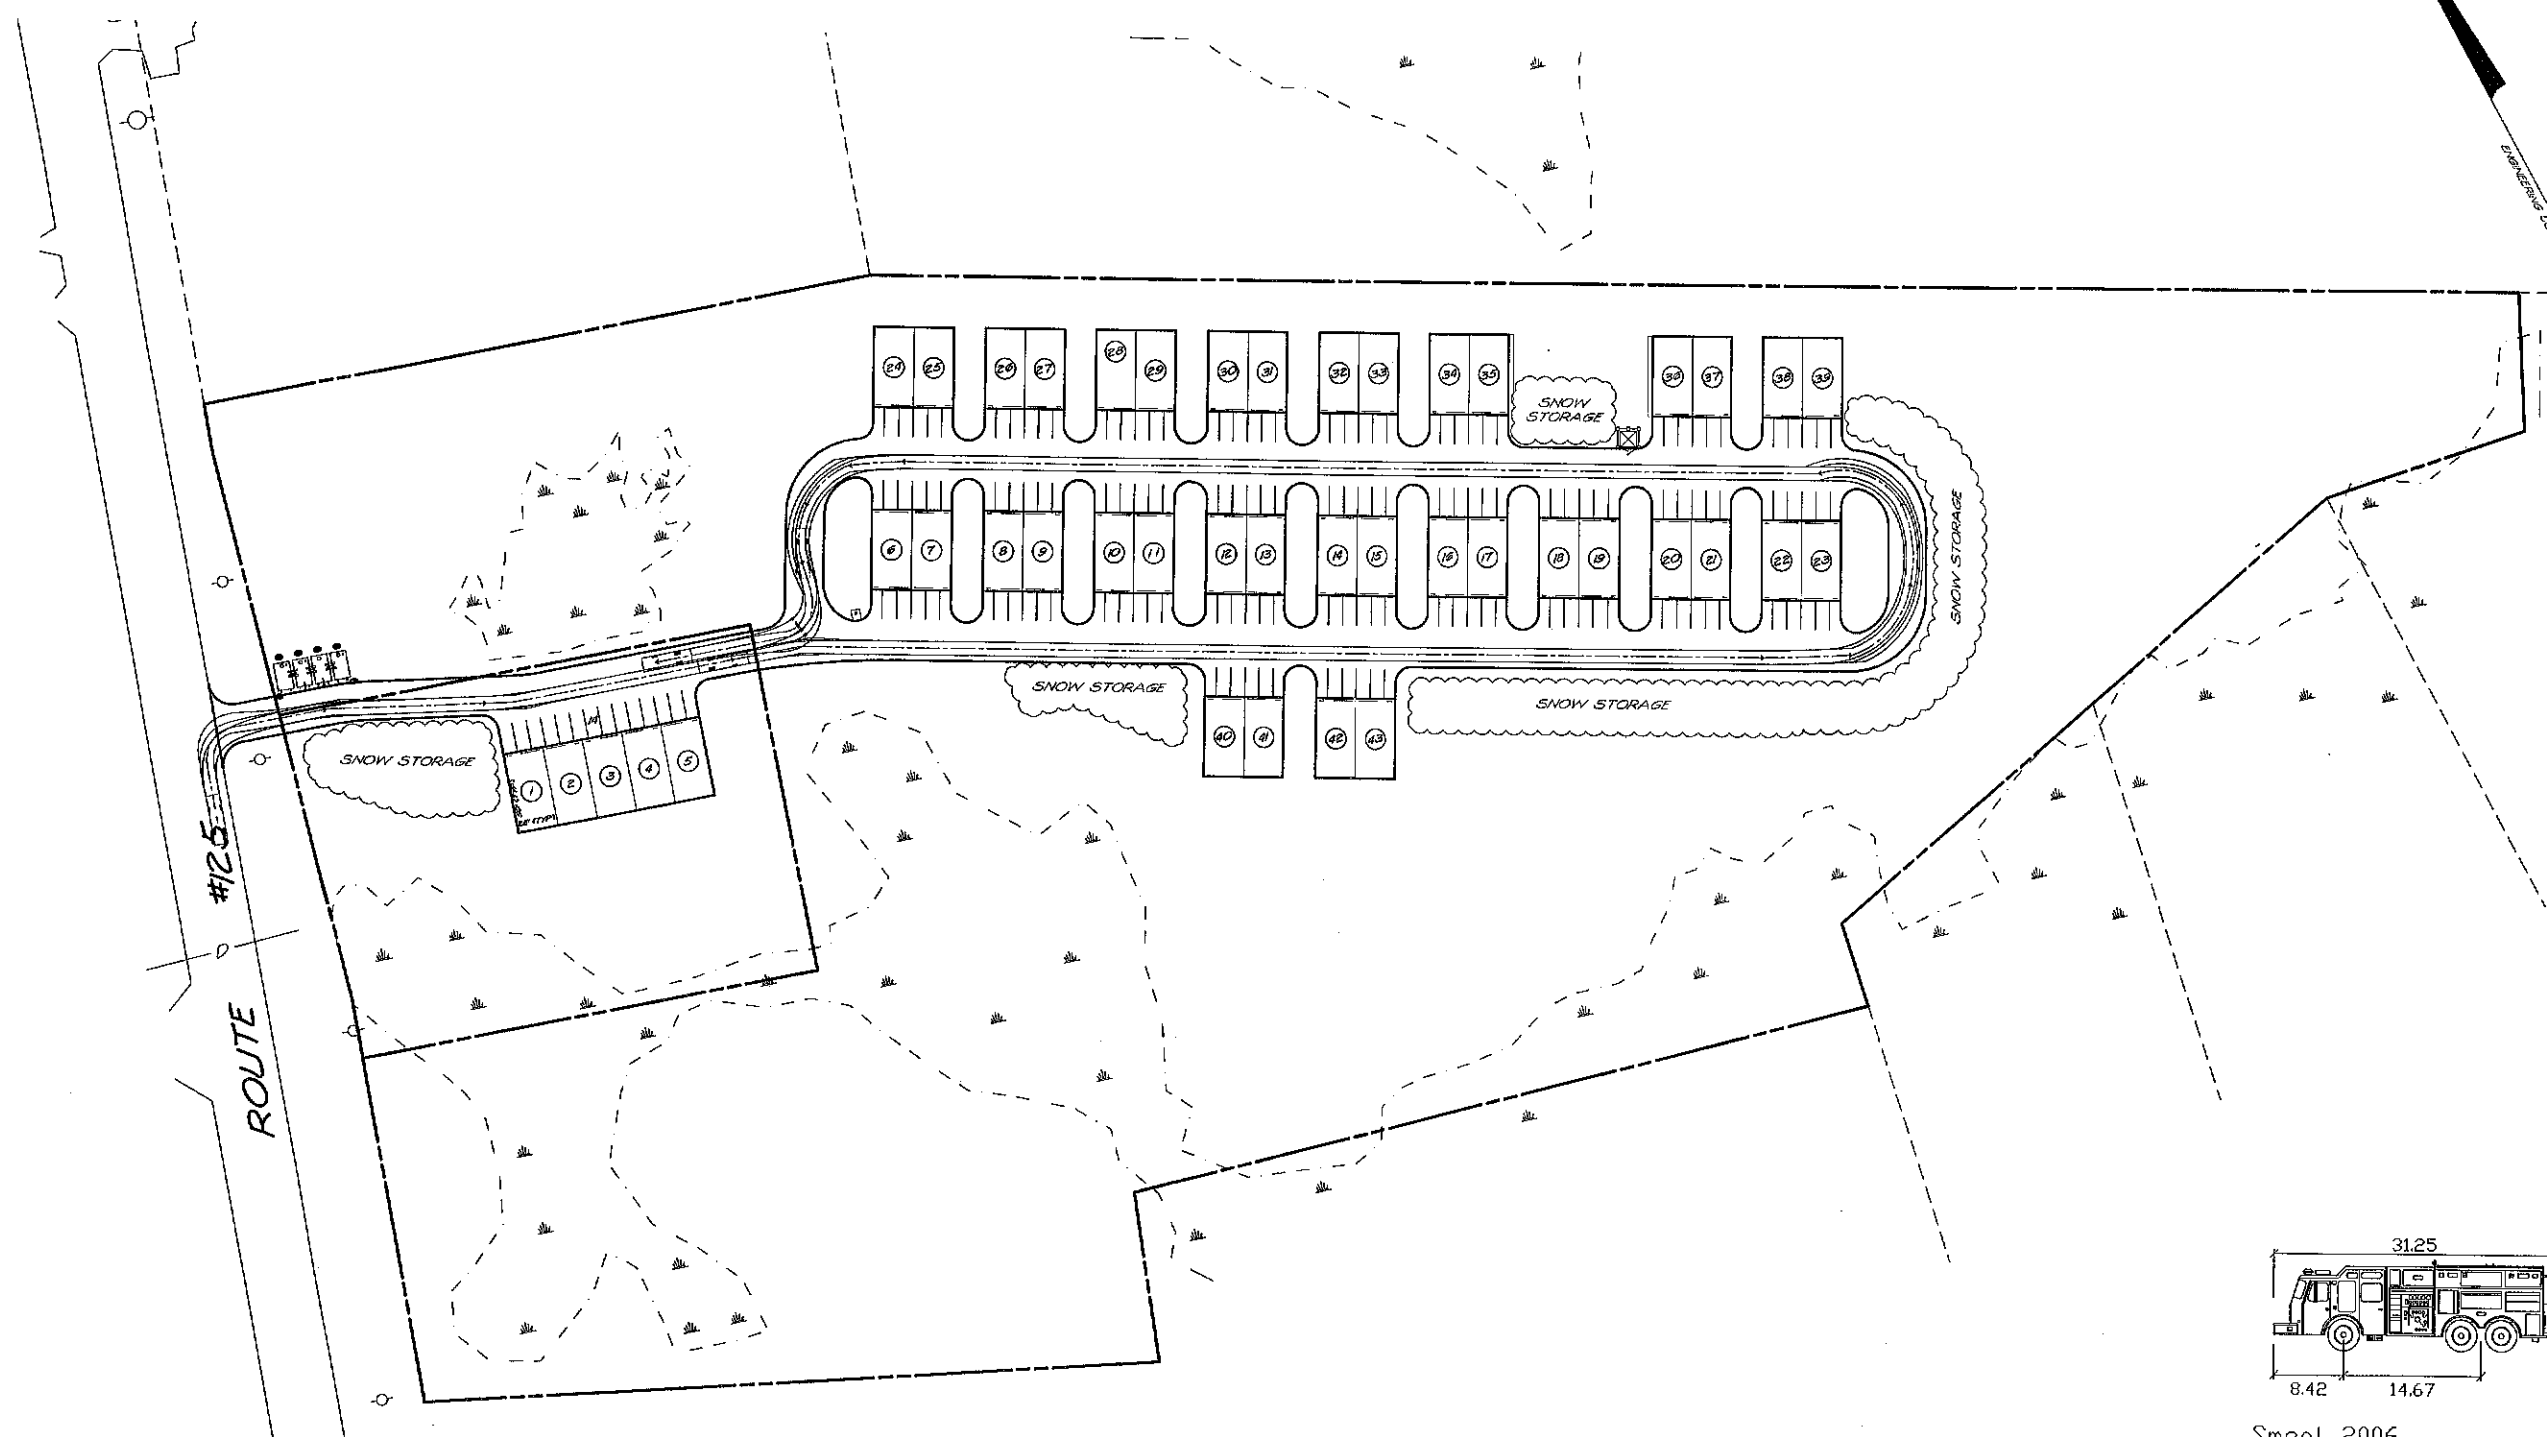 ENGINEERING
24 25 26 27 28 29 30 31 32 33 34 35 36 37 38 39
SNOW
STORAGE
6 7 8 9 10 11 12 13 14 15 16 17 18 19 20 21 22 23
SNOW STORAGE
SNOW STORAGE
SNOW STORAGE
40 41 42 43
SNOW STORAGE
1 2 3 4 5
ROUTE #125
31.25
8.42 14.67
2006